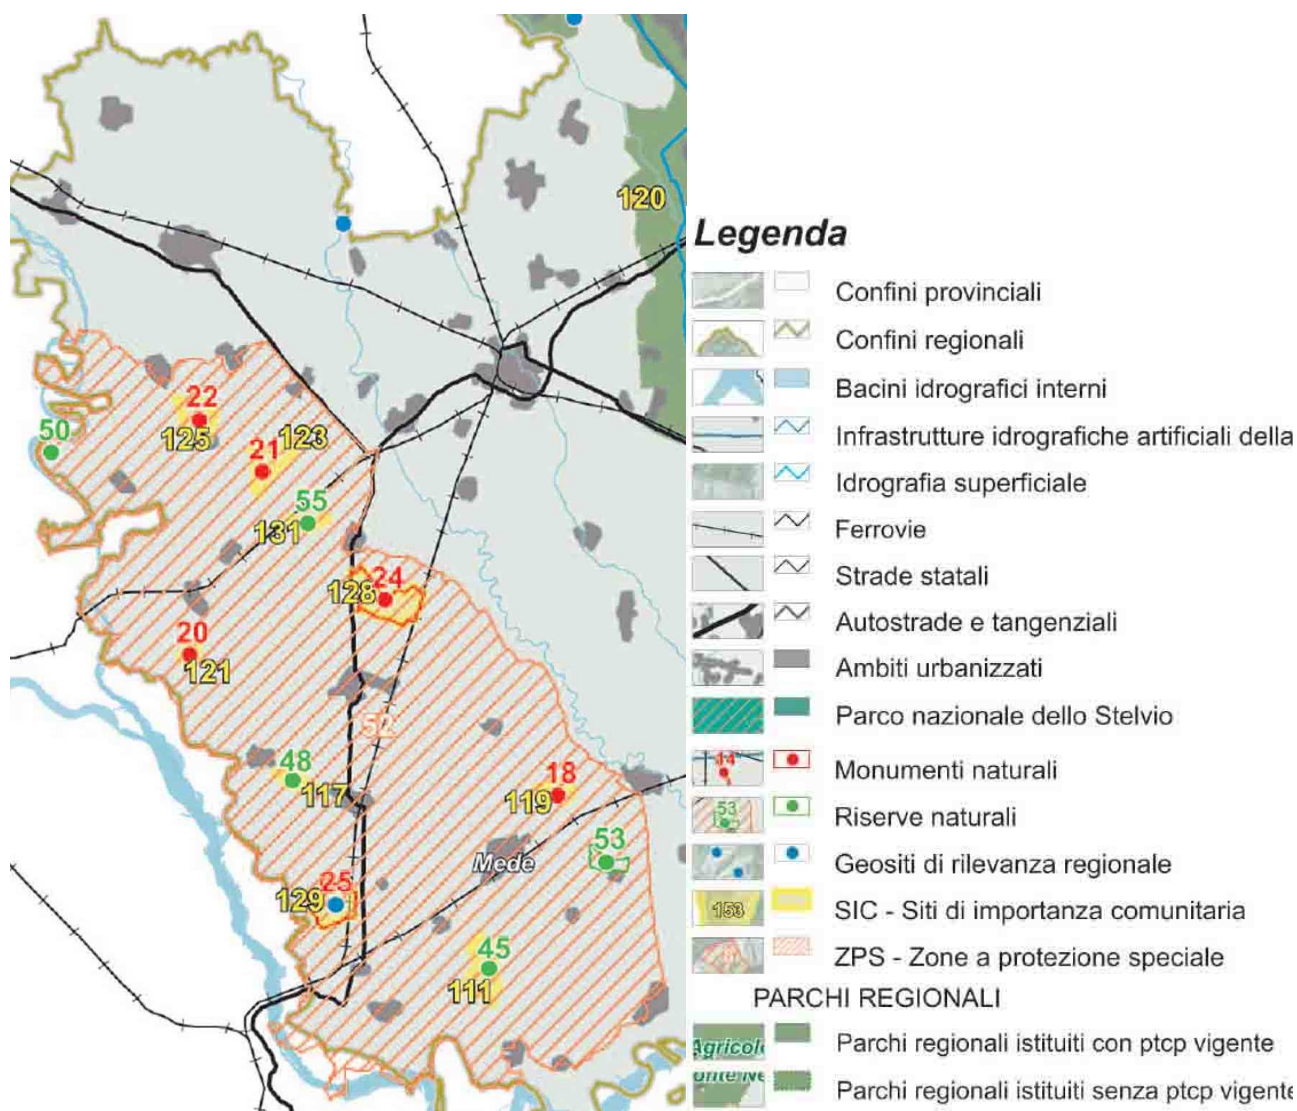 120
22
125
50
123
21
55
131
24
128
20
121
52
48
117
18
119
53
Mede
25
129
45
111
Legenda
Confini provinciali
Confini regionali
Bacini idrografici interni
Infrastrutture idrografiche artificiali della
Idrografia superficiale
Ferrovie
Strade statali
Autostrade e tangenziali
Ambiti urbanizzati
Parco nazionale dello Stelvio
14 Monumenti naturali
53 Riserve naturali
Geositi di rilevanza regionale
153 SIC - Siti di importanza comunitaria
ZPS - Zone a protezione speciale
PARCHI REGIONALI
Agricol Parchi regionali istituiti con ptcp vigente
onte Ne Parchi regionali istituiti senza ptcp vigente